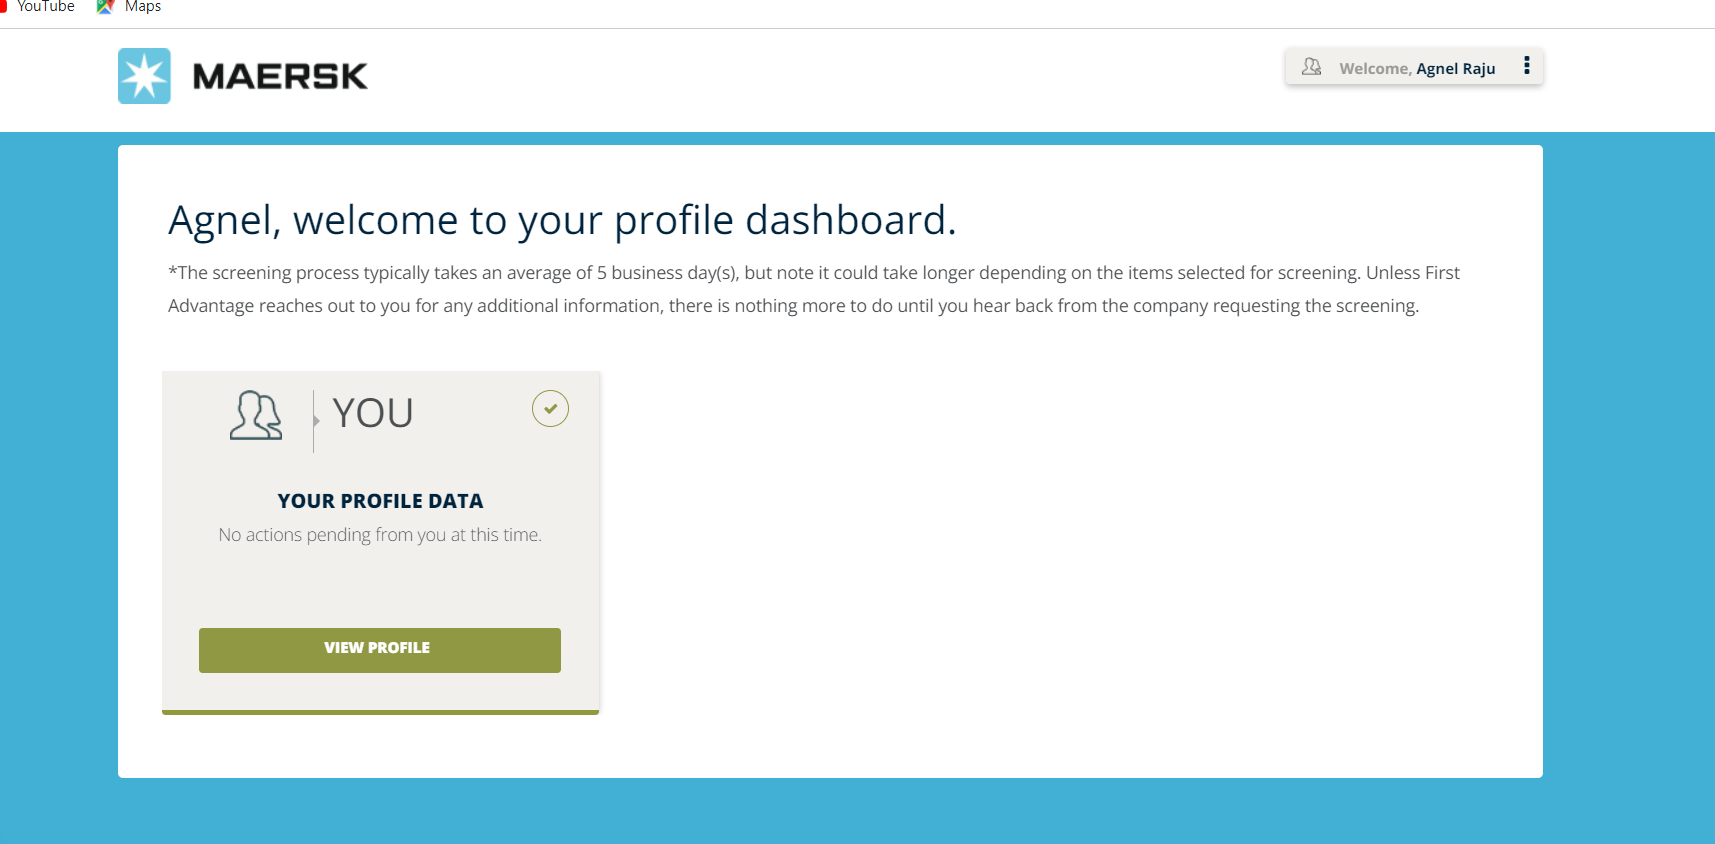 YouTube Maps
MAERSK
Welcome, Agnel Raju
Agnel, welcome to your profile dashboard.
*The screening process typically takes an average of 5 business day(s), but note it could take longer depending on the items selected for screening. Unless First
Advantage reaches out to you for any additional information, there is nothing more to do until you hear back from the company requesting the screening.
YOU
YOUR PROFILE DATA
No actions pending from you at this time.
VIEW PROFILE